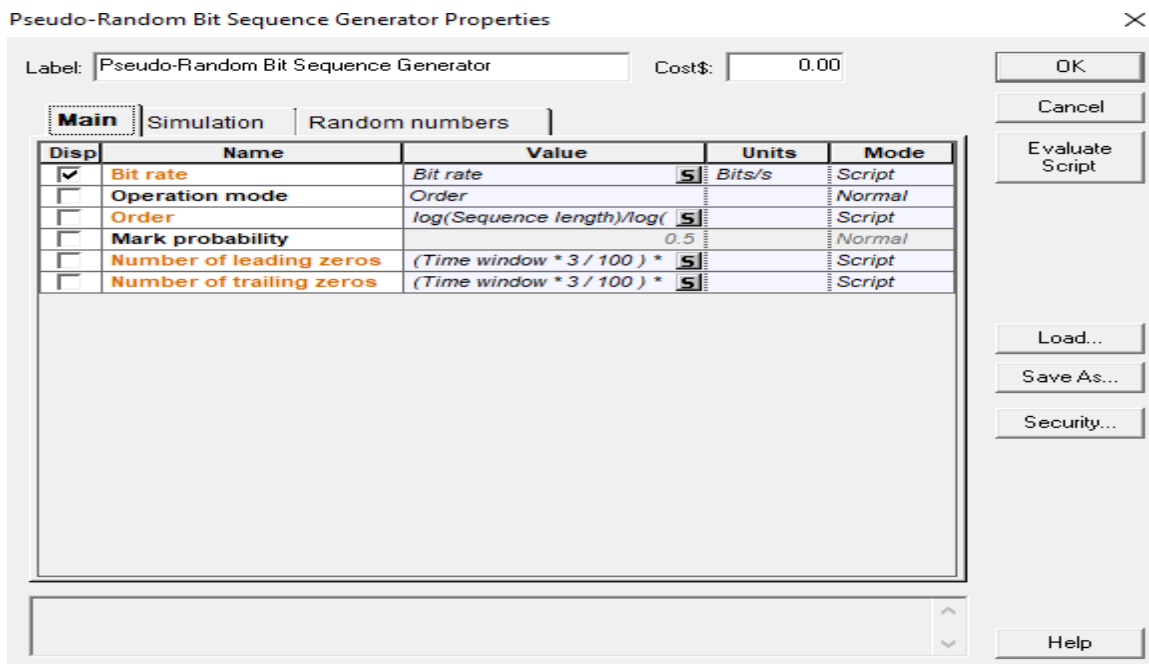 Pseudo-Random Bit Sequence Generator Properties
Label: Pseudo-Random Bit Sequence Generator Cost$: 0.00 OK
Main Simulation Random numbers Cancel
Disp Name Value Units Mode Evaluate Script
Bit rate Bit rate S Bits/s Script
Operation mode Order Normal
Order log(Sequence length)/log( S Script
Mark probability 0.5 Normal
Number of leading zeros (Time window * 3 / 100 ) * S Script
Number of trailing zeros (Time window * 3 / 100 ) * S Script
Load...
Save As...
Security...
Help